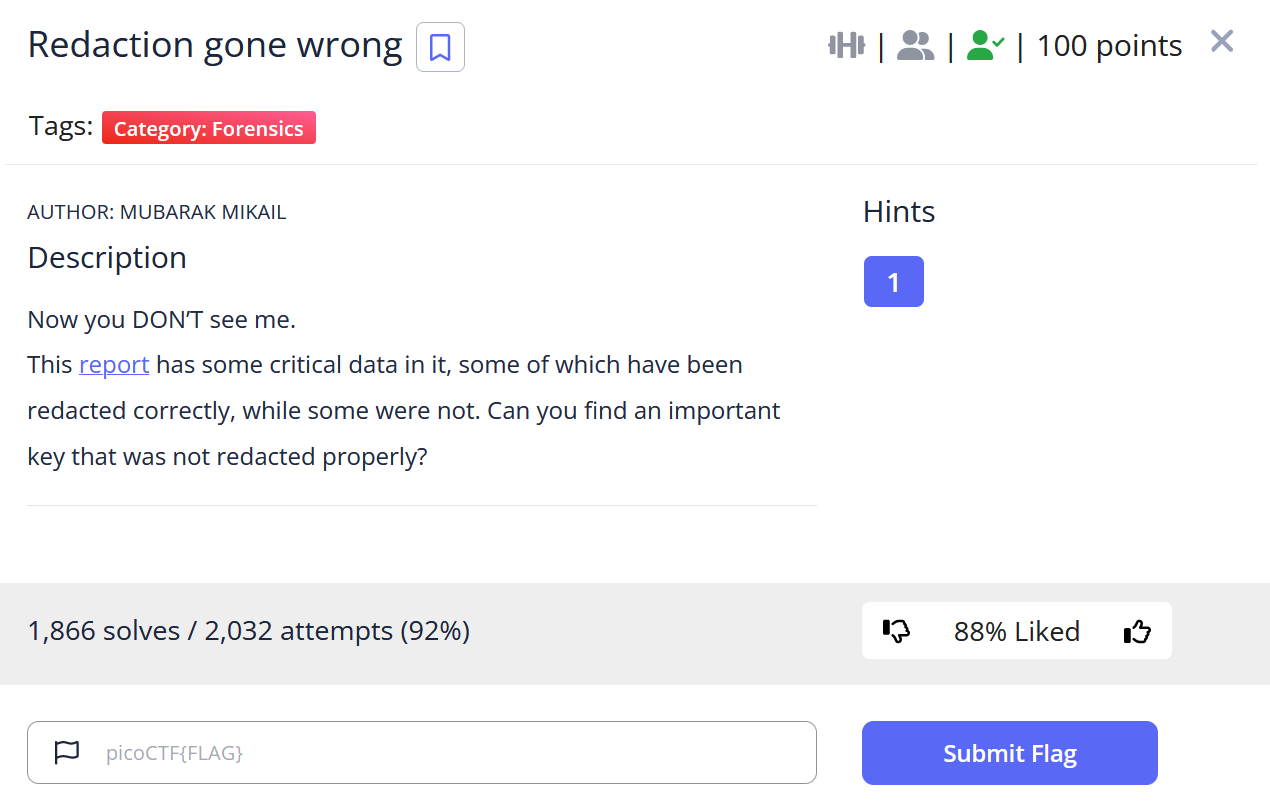 Redaction gone wrong
| | | 100 points
Tags: Category: Forensics
AUTHOR: MUBARAK MIKAIL
Description
Now you DON’T see me.
This report has some critical data in it, some of which have been
redacted correctly, while some were not. Can you find an important
key that was not redacted properly?
Hints
1
1,866 solves / 2,032 attempts (92%)
88% Liked
picoCTF{FLAG}
Submit Flag